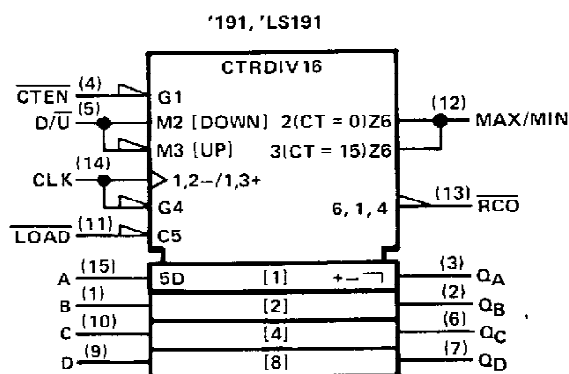 '191, 'LS191
CTRDIV16
CTEN (4) G1
D/U (5) M2 [DOWN] 2(CT = 0)Z6 (12) MAX/MIN
M3 [UP] 3(CT = 15)Z6
CLK (14) 1,2–/1,3+
G4 6, 1, 4 (13) RCO
LOAD (11) C5
A (15) 5D [1] +–¬ (3) QA
B (1) [2] (2) QB
C (10) [4] (6) QC
D (9) [8] (7) QD